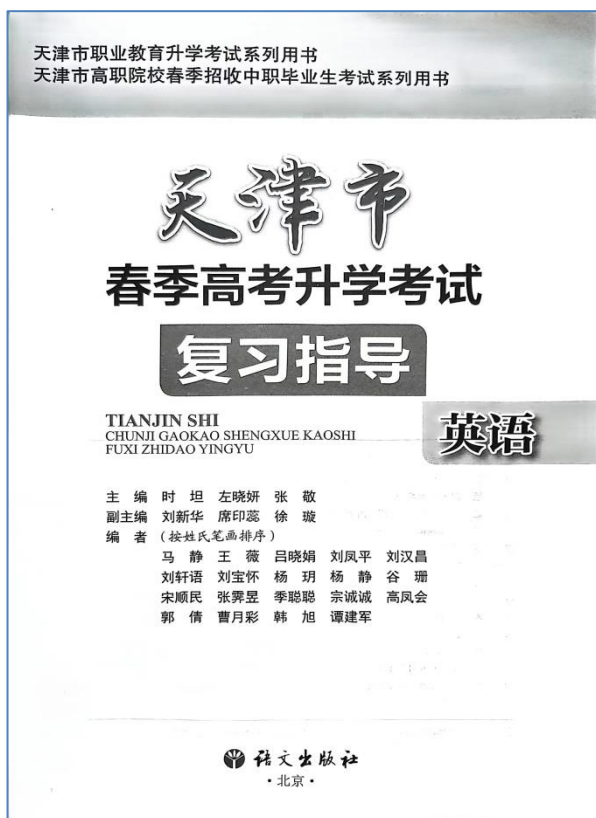 天津市职业教育升学考试系列用书
天津市高职院校春季招收中职毕业生考试系列用书
天津市
春季高考升学考试
复习指导
英语
TIANJIN SHI
CHUNJI GAOKAO SHENGXUE KAOSHI
FUXI ZHIDAO YINGYU
主 编 时 坦 左晓妍 张 敬
副主编 刘新华 席印蕊 徐 璇
编 者 (按姓氏笔画排序)
马 静 王 薇 吕晓娟 刘凤平 刘汉昌
刘轩语 刘宝怀 杨 玥 杨 静 谷 珊
宋顺民 张霁昱 季聪聪 宗诚诚 高凤会
郭 倩 曹月彩 韩 旭 谭建军
语文出版社
·北京·